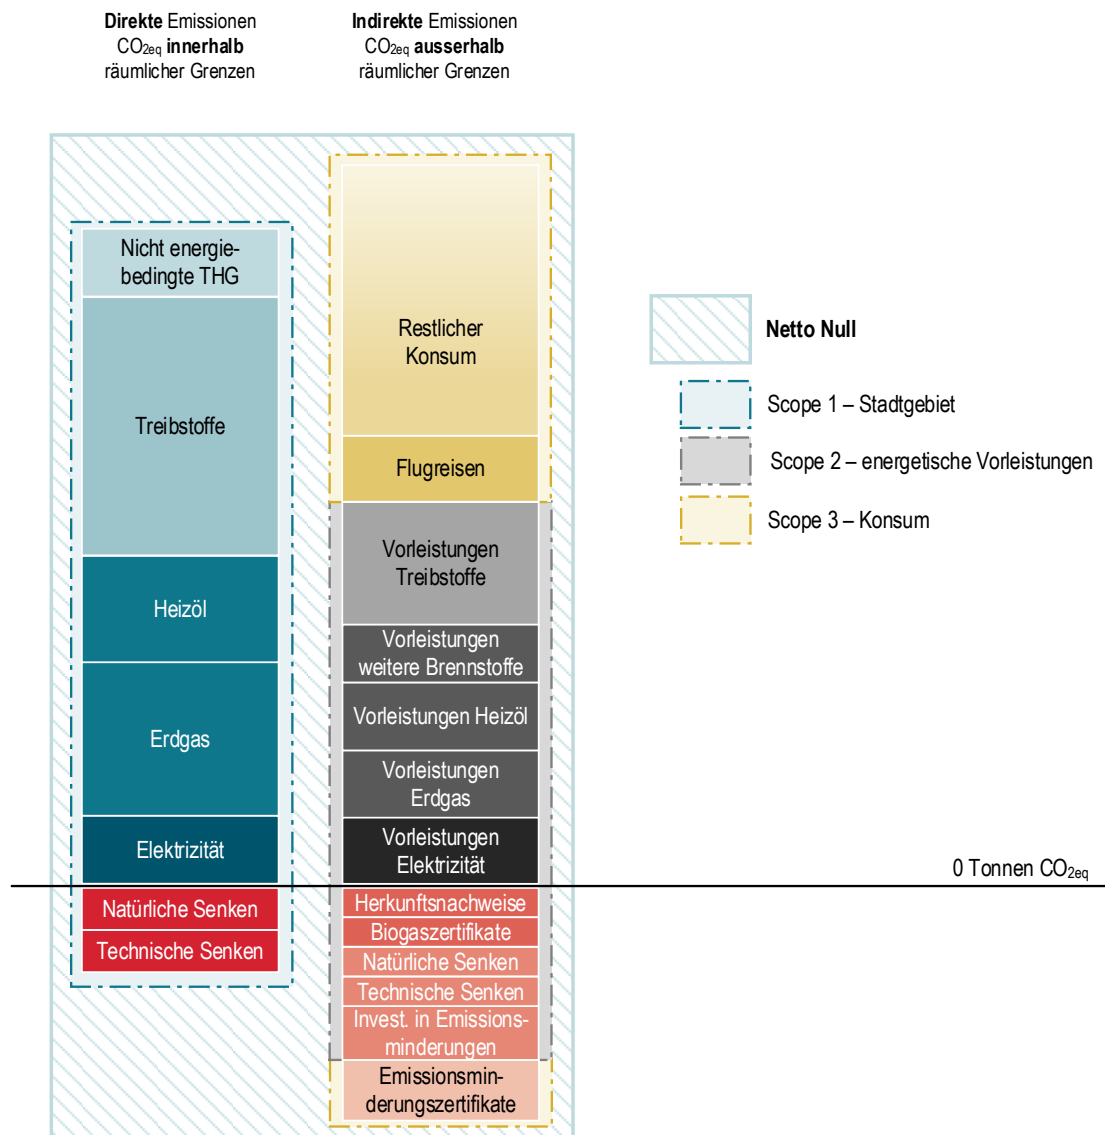 Direkte Emissionen
CO2eq innerhalb
räumlicher Grenzen
Indirekte Emissionen
CO2eq ausserhalb
räumlicher Grenzen
Nicht energie-
bedingte THG
Treibstoffe
Heizöl
Erdgas
Elektrizität
Natürliche Senken
Technische Senken
Restlicher
Konsum
Flugreisen
Vorleistungen
Treibstoffe
Vorleistungen
weitere Brennstoffe
Vorleistungen Heizöl
Vorleistungen
Erdgas
Vorleistungen
Elektrizität
Herkunftsnachweise
Biogaszertifikate
Natürliche Senken
Technische Senken
Invest. in Emissions-
minderungen
Emissionsmin-
derungszertifikate
Netto Null
Scope 1 – Stadtgebiet
Scope 2 – energetische Vorleistungen
Scope 3 – Konsum
0 Tonnen CO2eq